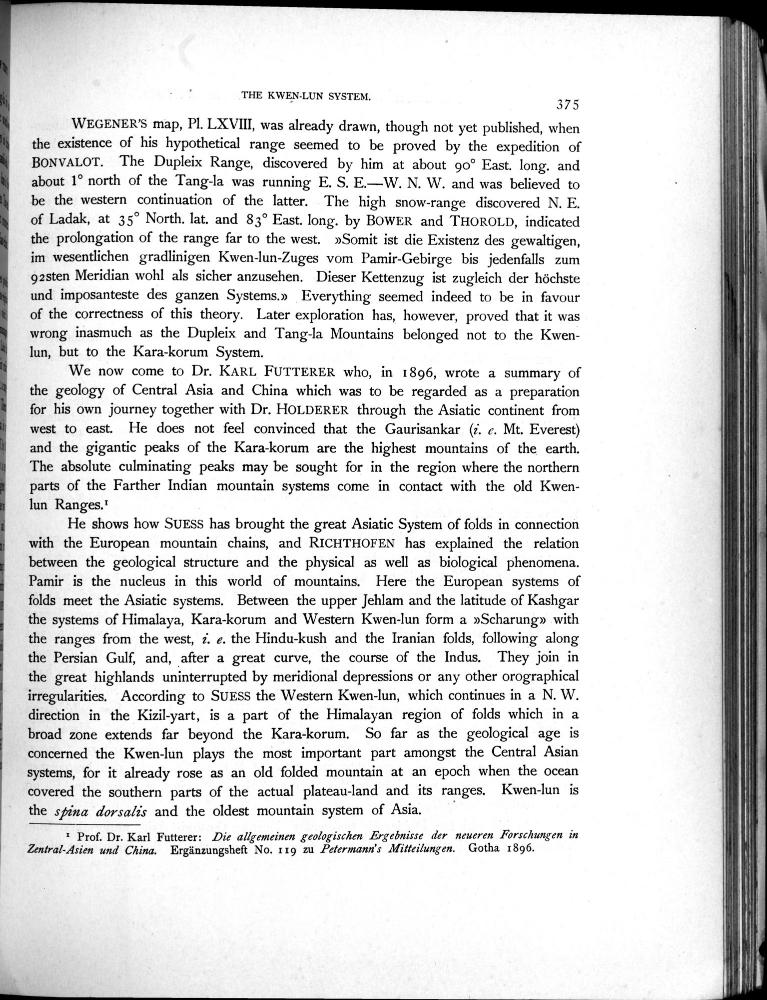 THE KWEN-LUN SYSTEM.
375
WEGENER'S map, Pl. LXVIII, was already drawn, though not yet published, when
the existence of his hypothetical range seemed to be proved by the expedition of
BONVALOT. The Dupleix Range, discovered by him at about 90° East. long. and
about 1° north of the Tang-la was running E. S. E.—W. N. W. and was believed to
be the western continuation of the latter. The high snow-range discovered N. E.
of Ladak, at 35° North. lat. and 83° East. long. by BOWER and THOROLD, indicated
the prolongation of the range far to the west. »Somit ist die Existenz des gewaltigen,
im wesentlichen gradlinigen Kwen-lun-Zuges vom Pamir-Gebirge bis jedenfalls zum
92sten Meridian wohl als sicher anzusehen. Dieser Kettenzug ist zugleich der höchste
und imposanteste des ganzen Systems.» Everything seemed indeed to be in favour
of the correctness of this theory. Later exploration has, however, proved that it was
wrong inasmuch as the Dupleix and Tang-la Mountains belonged not to the Kwen-
lun, but to the Kara-korum System.
We now come to Dr. KARL FUTTERER who, in 1896, wrote a summary of
the geology of Central Asia and China which was to be regarded as a preparation
for his own journey together with Dr. HOLDERER through the Asiatic continent from
west to east. He does not feel convinced that the Gaurisankar (i. e. Mt. Everest)
and the gigantic peaks of the Kara-korum are the highest mountains of the earth.
The absolute culminating peaks may be sought for in the region where the northern
parts of the Farther Indian mountain systems come in contact with the old Kwen-
lun Ranges.¹
He shows how SUESS has brought the great Asiatic System of folds in connection
with the European mountain chains, and RICHTHOFEN has explained the relation
between the geological structure and the physical as well as biological phenomena.
Pamir is the nucleus in this world of mountains. Here the European systems of
folds meet the Asiatic systems. Between the upper Jehlam and the latitude of Kashgar
the systems of Himalaya, Kara-korum and Western Kwen-lun form a »Scharung» with
the ranges from the west, i. e. the Hindu-kush and the Iranian folds, following along
the Persian Gulf, and, after a great curve, the course of the Indus. They join in
the great highlands uninterrupted by meridional depressions or any other orographical
irregularities. According to SUESS the Western Kwen-lun, which continues in a N. W.
direction in the Kizil-yart, is a part of the Himalayan region of folds which in a
broad zone extends far beyond the Kara-korum. So far as the geological age is
concerned the Kwen-lun plays the most important part amongst the Central Asian
systems, for it already rose as an old folded mountain at an epoch when the ocean
covered the southern parts of the actual plateau-land and its ranges. Kwen-lun is
the spina dorsalis and the oldest mountain system of Asia.
¹ Prof. Dr. Karl Futterer: Die allgemeinen geologischen Ergebnisse der neueren Forschungen in
Zentral-Asien und China. Ergänzungsheft No. 119 zu Petermann's Mitteilungen. Gotha 1896.